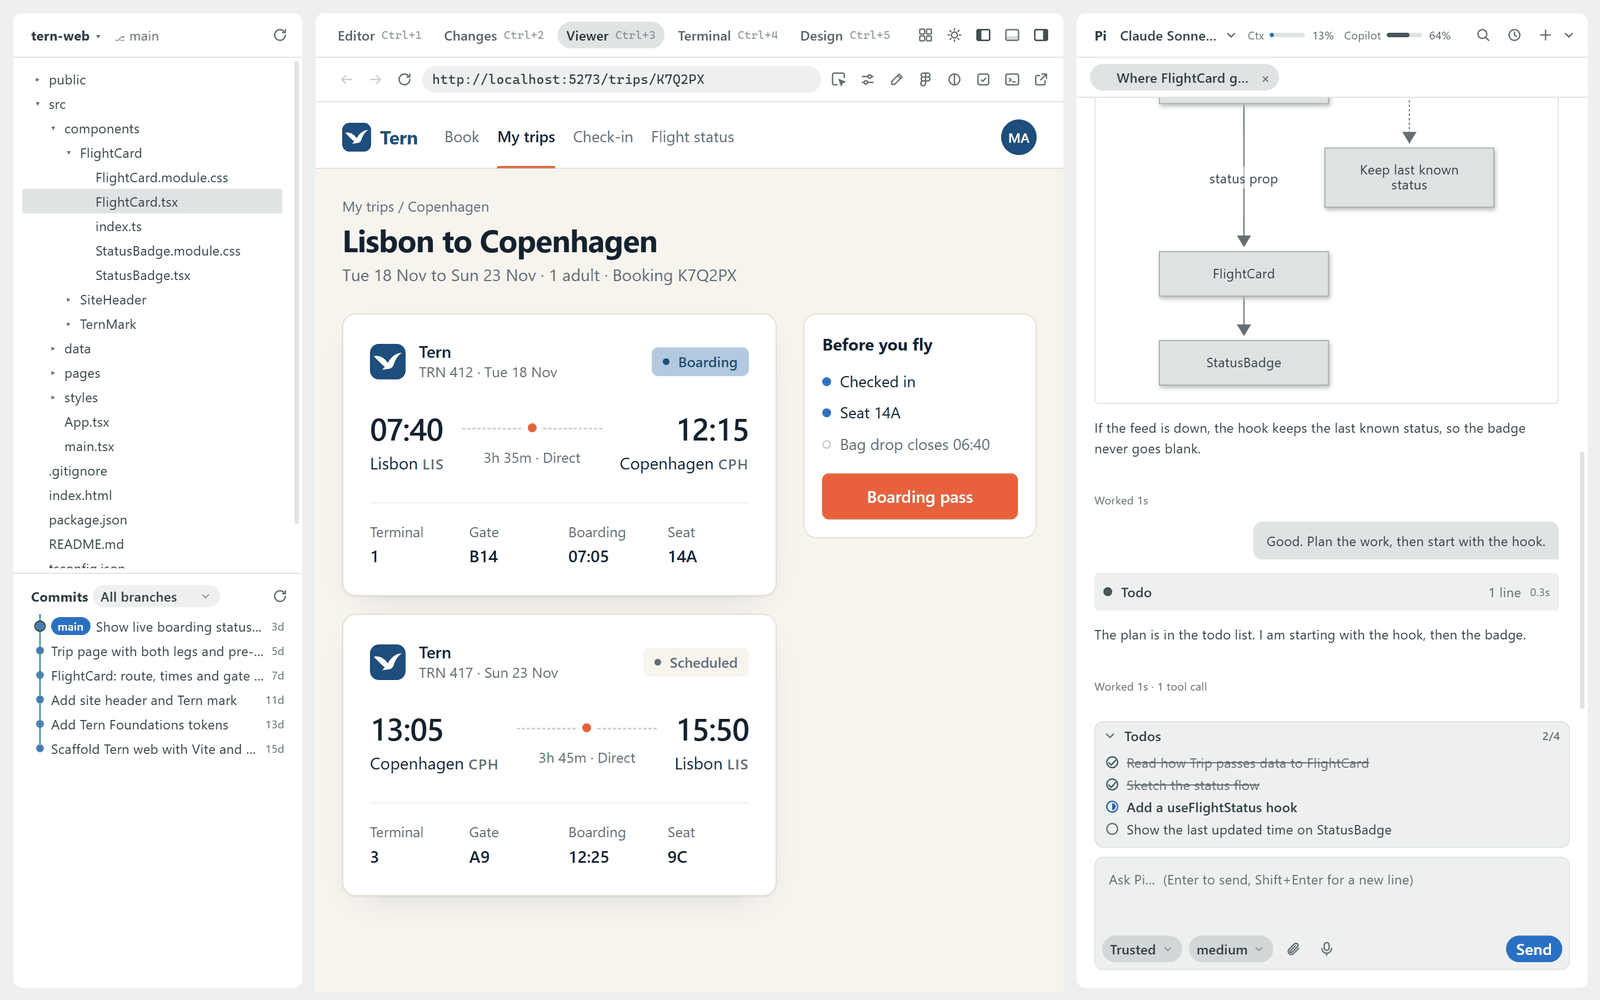 tern-web
main
public
src
components
FlightCard
FlightCard.module.css
FlightCard.tsx
index.ts
StatusBadge.module.css
StatusBadge.tsx
SiteHeader
TernMark
data
pages
styles
App.tsx
main.tsx
.gitignore
index.html
package.json
README.md
tsconfig.json
Commits
All branches
main Show live boarding status... 3d
Trip page with both legs and pre-... 5d
FlightCard: route, times and gate ... 7d
Add site header and Tern mark 11d
Add Tern Foundations tokens 13d
Scaffold Tern web with Vite and ... 15d
Editor Ctrl+1 Changes Ctrl+2 Viewer Ctrl+3 Terminal Ctrl+4 Design Ctrl+5
http://localhost:5273/trips/K7Q2PX
Tern Book My trips Check-in Flight status MA
My trips / Copenhagen
Lisbon to Copenhagen
Tue 18 Nov to Sun 23 Nov · 1 adult · Booking K7Q2PX
Tern
TRN 412 · Tue 18 Nov
Boarding
07:40
12:15
3h 35m · Direct
Lisbon LIS
Copenhagen CPH
Terminal Gate Boarding Seat
1 B14 07:05 14A
Tern
TRN 417 · Sun 23 Nov
Scheduled
13:05
15:50
3h 45m · Direct
Copenhagen CPH
Lisbon LIS
Terminal Gate Boarding Seat
3 A9 12:25 9C
Before you fly
Checked in
Seat 14A
Bag drop closes 06:40
Boarding pass
Pi Claude Sonne... Ctx 13% Copilot 64%
Where FlightCard g... ×
Keep last known
status
status prop
FlightCard
StatusBadge
If the feed is down, the hook keeps the last known status, so the badge
never goes blank.
Worked 1s
Good. Plan the work, then start with the hook.
Todo 1 line 0.3s
The plan is in the todo list. I am starting with the hook, then the badge.
Worked 1s · 1 tool call
Todos 2/4
Read how Trip passes data to FlightCard
Sketch the status flow
Add a useFlightStatus hook
Show the last updated time on StatusBadge
Ask Pi... (Enter to send, Shift+Enter for a new line)
Trusted medium Send